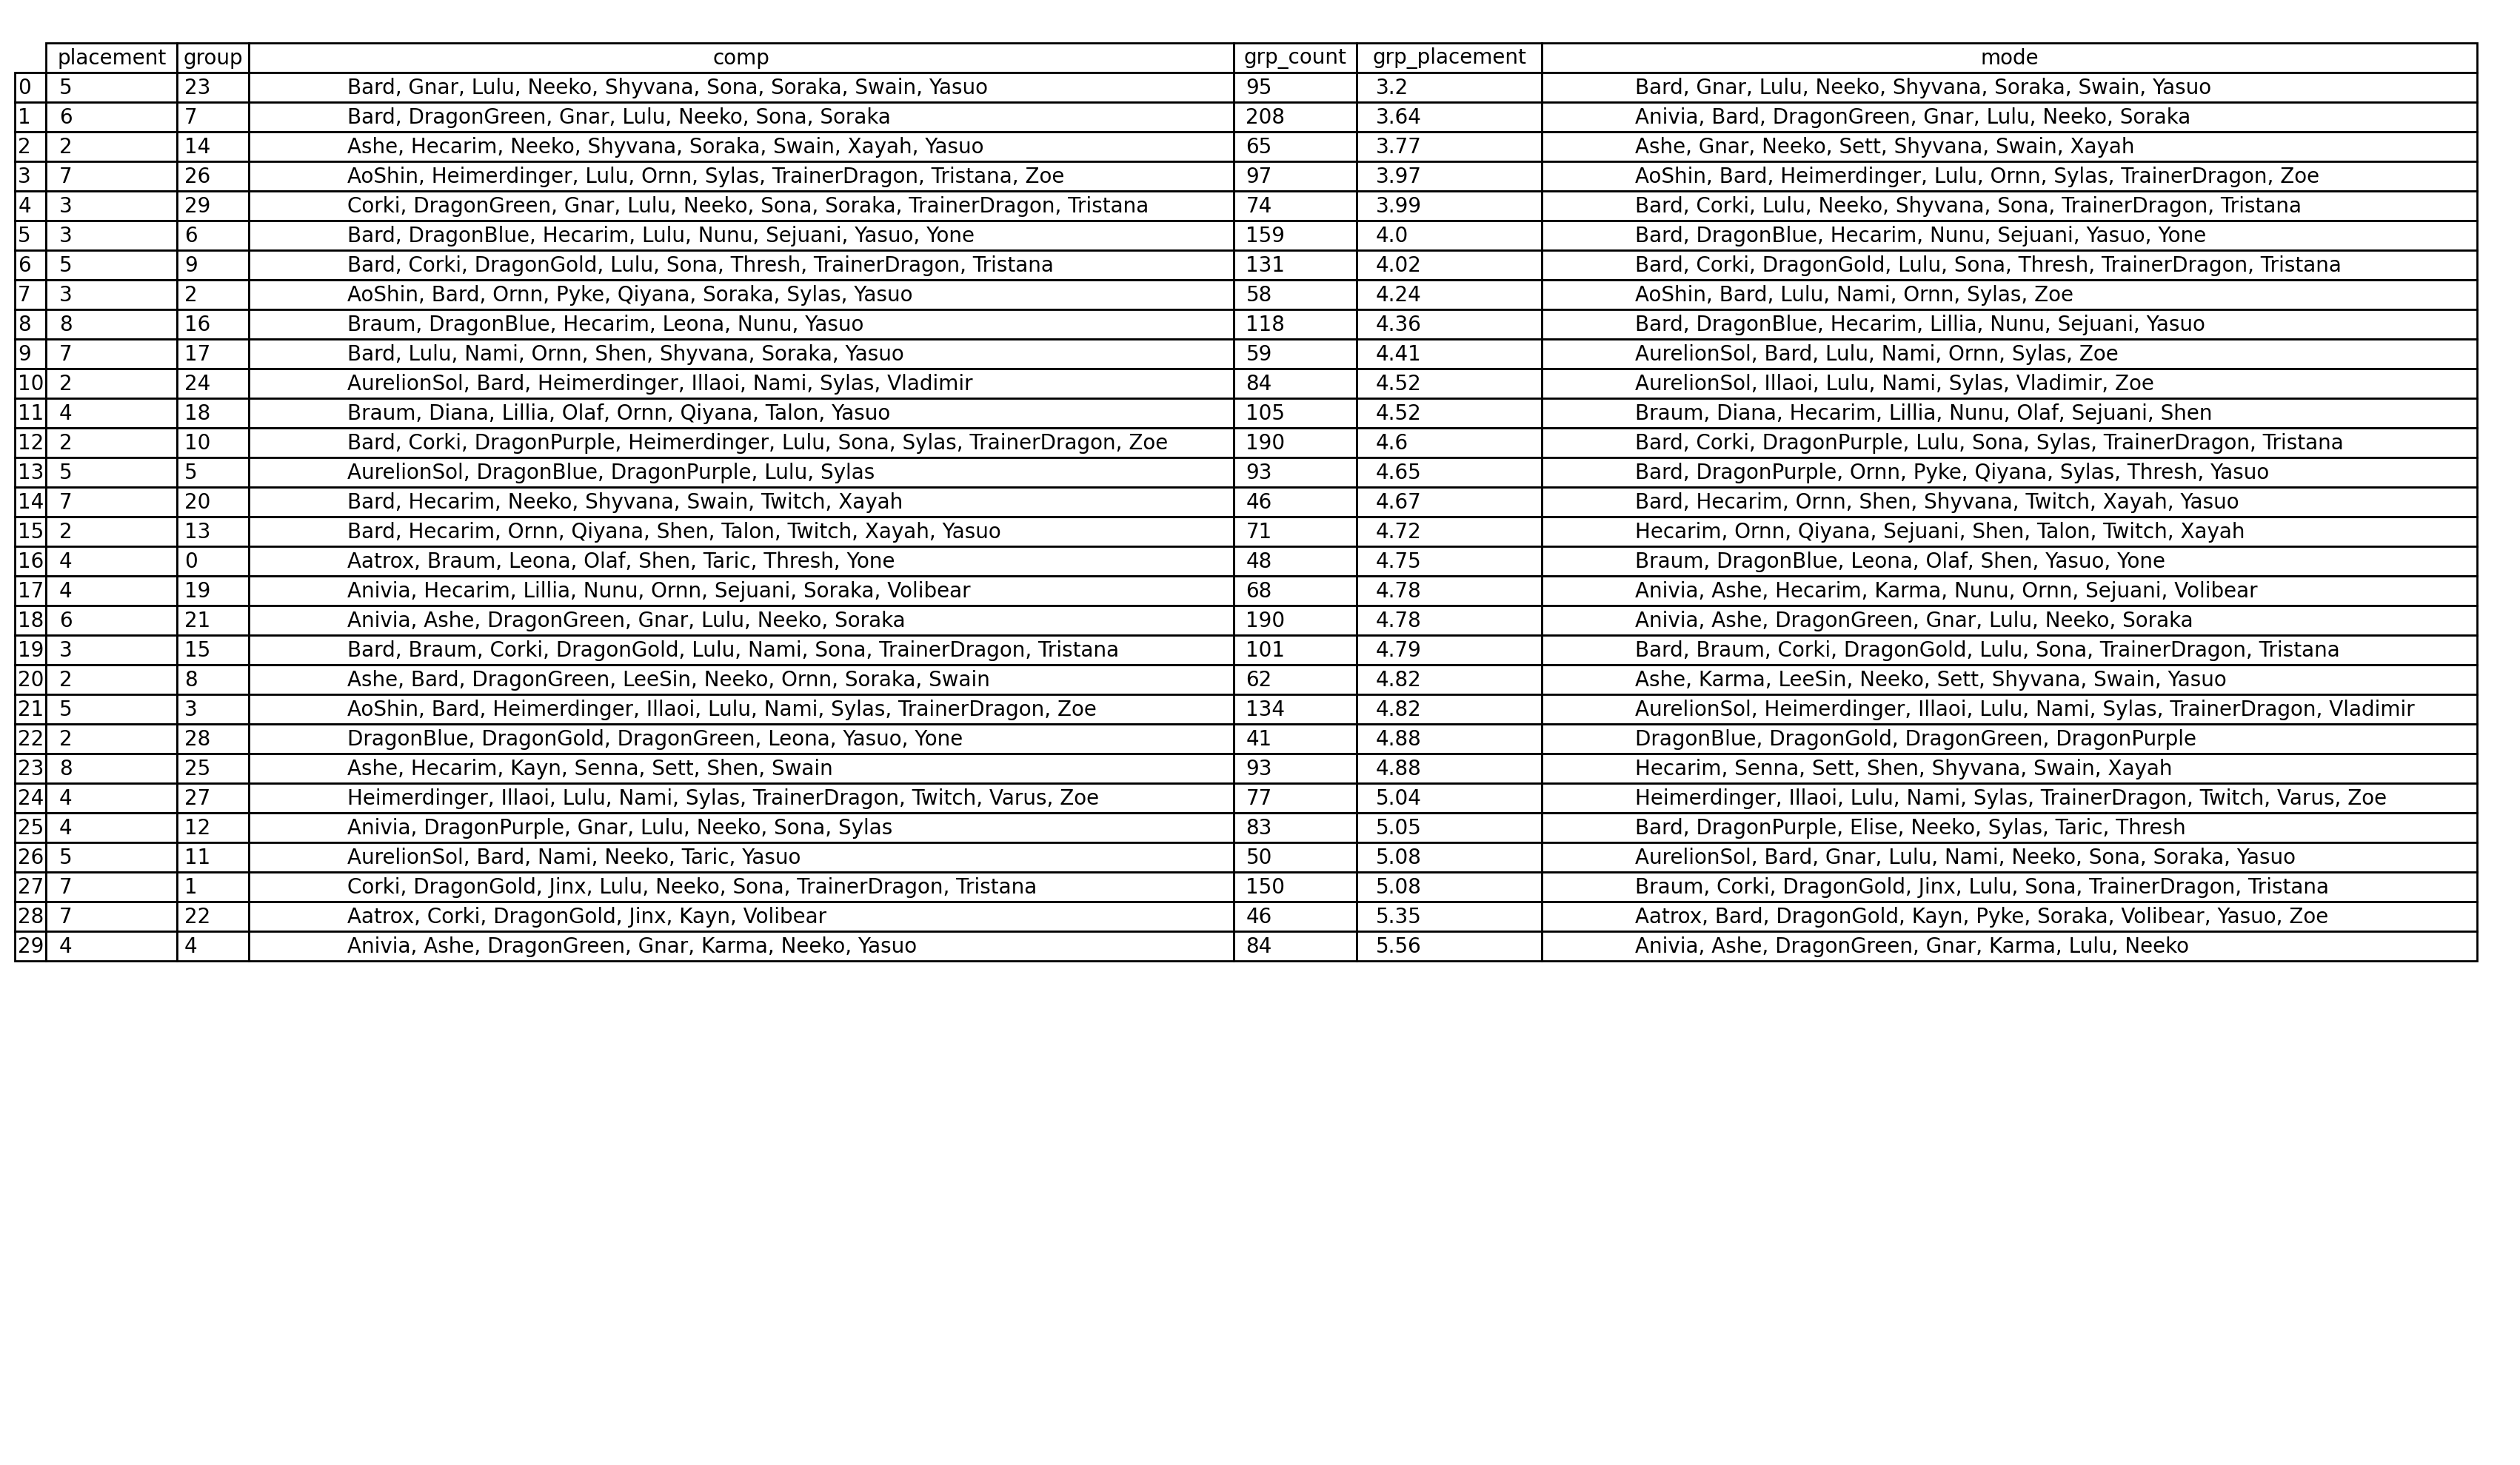 placement group comp grp_count grp_placement mode
0 5 23 Bard, Gnar, Lulu, Neeko, Shyvana, Sona, Soraka, Swain, Yasuo 95 3.2 Bard, Gnar, Lulu, Neeko, Shyvana, Soraka, Swain, Yasuo
1 6 7 Bard, DragonGreen, Gnar, Lulu, Neeko, Sona, Soraka 208 3.64 Anivia, Bard, DragonGreen, Gnar, Lulu, Neeko, Soraka
2 2 14 Ashe, Hecarim, Neeko, Shyvana, Soraka, Swain, Xayah, Yasuo 65 3.77 Ashe, Gnar, Neeko, Sett, Shyvana, Swain, Xayah
3 7 26 AoShin, Heimerdinger, Lulu, Ornn, Sylas, TrainerDragon, Tristana, Zoe 97 3.97 AoShin, Bard, Heimerdinger, Lulu, Ornn, Sylas, TrainerDragon, Zoe
4 3 29 Corki, DragonGreen, Gnar, Lulu, Neeko, Sona, Soraka, TrainerDragon, Tristana 74 3.99 Bard, Corki, Lulu, Neeko, Shyvana, Sona, TrainerDragon, Tristana
5 3 6 Bard, DragonBlue, Hecarim, Lulu, Nunu, Sejuani, Yasuo, Yone 159 4.0 Bard, DragonBlue, Hecarim, Nunu, Sejuani, Yasuo, Yone
6 5 9 Bard, Corki, DragonGold, Lulu, Sona, Thresh, TrainerDragon, Tristana 131 4.02 Bard, Corki, DragonGold, Lulu, Sona, Thresh, TrainerDragon, Tristana
7 3 2 AoShin, Bard, Ornn, Pyke, Qiyana, Soraka, Sylas, Yasuo 58 4.24 AoShin, Bard, Lulu, Nami, Ornn, Sylas, Zoe
8 8 16 Braum, DragonBlue, Hecarim, Leona, Nunu, Yasuo 118 4.36 Bard, DragonBlue, Hecarim, Lillia, Nunu, Sejuani, Yasuo
9 7 17 Bard, Lulu, Nami, Ornn, Shen, Shyvana, Soraka, Yasuo 59 4.41 AurelionSol, Bard, Lulu, Nami, Ornn, Sylas, Zoe
10 2 24 AurelionSol, Bard, Heimerdinger, Illaoi, Nami, Sylas, Vladimir 84 4.52 AurelionSol, Illaoi, Lulu, Nami, Sylas, Vladimir, Zoe
11 4 18 Braum, Diana, Lillia, Olaf, Ornn, Qiyana, Talon, Yasuo 105 4.52 Braum, Diana, Hecarim, Lillia, Nunu, Olaf, Sejuani, Shen
12 2 10 Bard, Corki, DragonPurple, Heimerdinger, Lulu, Sona, Sylas, TrainerDragon, Zoe 190 4.6 Bard, Corki, DragonPurple, Lulu, Sona, Sylas, TrainerDragon, Tristana
13 5 5 AurelionSol, DragonBlue, DragonPurple, Lulu, Sylas 93 4.65 Bard, DragonPurple, Ornn, Pyke, Qiyana, Sylas, Thresh, Yasuo
14 7 20 Bard, Hecarim, Neeko, Shyvana, Swain, Twitch, Xayah 46 4.67 Bard, Hecarim, Ornn, Shen, Shyvana, Twitch, Xayah, Yasuo
15 2 13 Bard, Hecarim, Ornn, Qiyana, Shen, Talon, Twitch, Xayah, Yasuo 71 4.72 Hecarim, Ornn, Qiyana, Sejuani, Shen, Talon, Twitch, Xayah
16 4 0 Aatrox, Braum, Leona, Olaf, Shen, Taric, Thresh, Yone 48 4.75 Braum, DragonBlue, Leona, Olaf, Shen, Yasuo, Yone
17 4 19 Anivia, Hecarim, Lillia, Nunu, Ornn, Sejuani, Soraka, Volibear 68 4.78 Anivia, Ashe, Hecarim, Karma, Nunu, Ornn, Sejuani, Volibear
18 6 21 Anivia, Ashe, DragonGreen, Gnar, Lulu, Neeko, Soraka 190 4.78 Anivia, Ashe, DragonGreen, Gnar, Lulu, Neeko, Soraka
19 3 15 Bard, Braum, Corki, DragonGold, Lulu, Nami, Sona, TrainerDragon, Tristana 101 4.79 Bard, Braum, Corki, DragonGold, Lulu, Sona, TrainerDragon, Tristana
20 2 8 Ashe, Bard, DragonGreen, LeeSin, Neeko, Ornn, Soraka, Swain 62 4.82 Ashe, Karma, LeeSin, Neeko, Sett, Shyvana, Swain, Yasuo
21 5 3 AoShin, Bard, Heimerdinger, Illaoi, Lulu, Nami, Sylas, TrainerDragon, Zoe 134 4.82 AurelionSol, Heimerdinger, Illaoi, Lulu, Nami, Sylas, TrainerDragon, Vladimir
22 2 28 DragonBlue, DragonGold, DragonGreen, Leona, Yasuo, Yone 41 4.88 DragonBlue, DragonGold, DragonGreen, DragonPurple
23 8 25 Ashe, Hecarim, Kayn, Senna, Sett, Shen, Swain 93 4.88 Hecarim, Senna, Sett, Shen, Shyvana, Swain, Xayah
24 4 27 Heimerdinger, Illaoi, Lulu, Nami, Sylas, TrainerDragon, Twitch, Varus, Zoe 77 5.04 Heimerdinger, Illaoi, Lulu, Nami, Sylas, TrainerDragon, Twitch, Varus, Zoe
25 4 12 Anivia, DragonPurple, Gnar, Lulu, Neeko, Sona, Sylas 83 5.05 Bard, DragonPurple, Elise, Neeko, Sylas, Taric, Thresh
26 5 11 AurelionSol, Bard, Nami, Neeko, Taric, Yasuo 50 5.08 AurelionSol, Bard, Gnar, Lulu, Nami, Neeko, Sona, Soraka, Yasuo
27 7 1 Corki, DragonGold, Jinx, Lulu, Neeko, Sona, TrainerDragon, Tristana 150 5.08 Braum, Corki, DragonGold, Jinx, Lulu, Sona, TrainerDragon, Tristana
28 7 22 Aatrox, Corki, DragonGold, Jinx, Kayn, Volibear 46 5.35 Aatrox, Bard, DragonGold, Kayn, Pyke, Soraka, Volibear, Yasuo, Zoe
29 4 4 Anivia, Ashe, DragonGreen, Gnar, Karma, Neeko, Yasuo 84 5.56 Anivia, Ashe, DragonGreen, Gnar, Karma, Lulu, Neeko